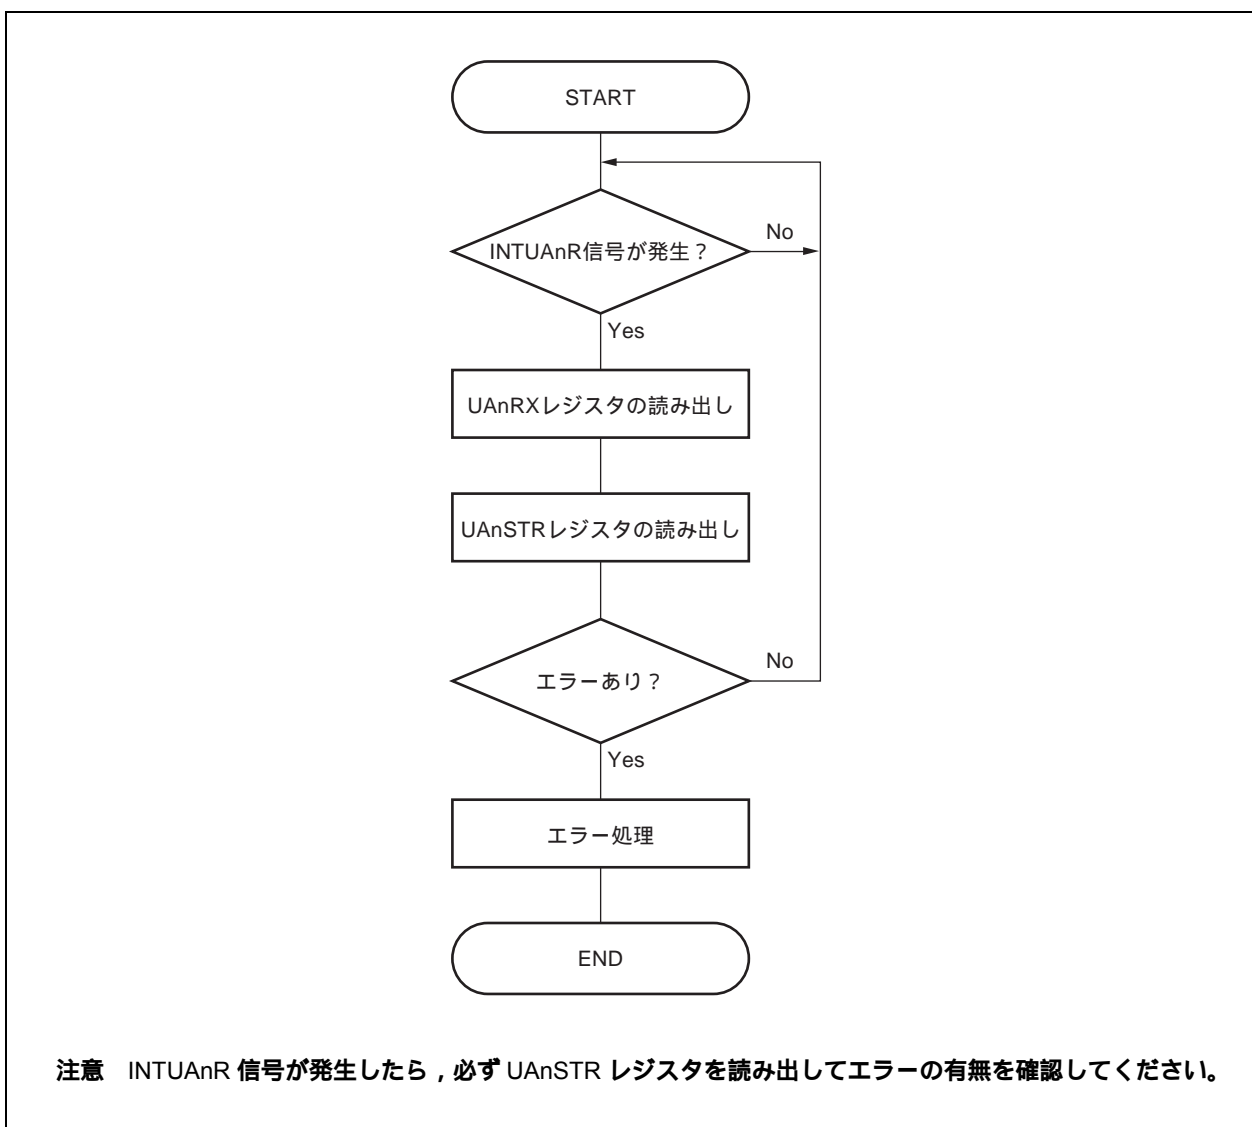 START
INTUAnR信号が発生？
No
Yes
UAnRXレジスタの読み出し
UAnSTRレジスタの読み出し
エラーあり？
No
Yes
エラー処理
END
注意　INTUAnR 信号が発生したら，必ず UAnSTR レジスタを読み出してエラーの有無を確認してください。